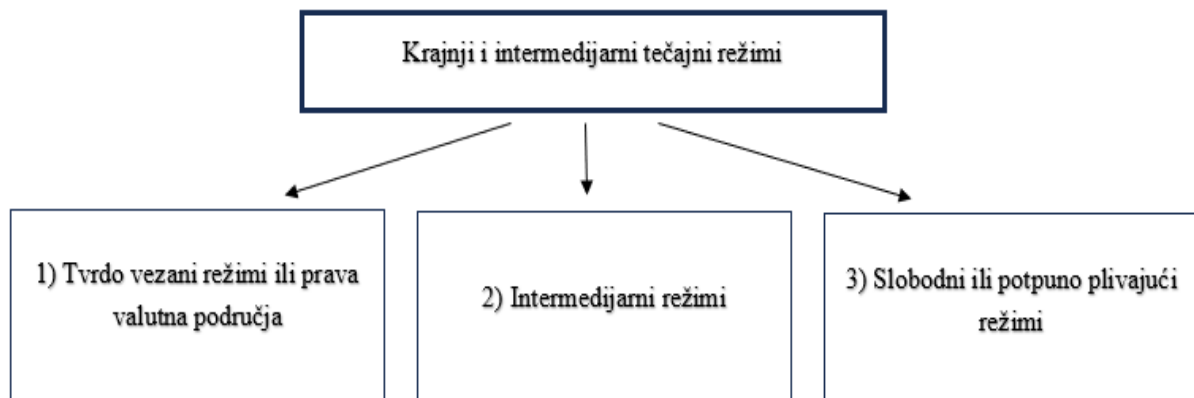 Krajnji i intermedijarni tečajni režimi
1) Tvrdo vezani režimi ili prava
valutna područja
2) Intermedijarni režimi
3) Slobodni ili potpuno plivajući
režimi